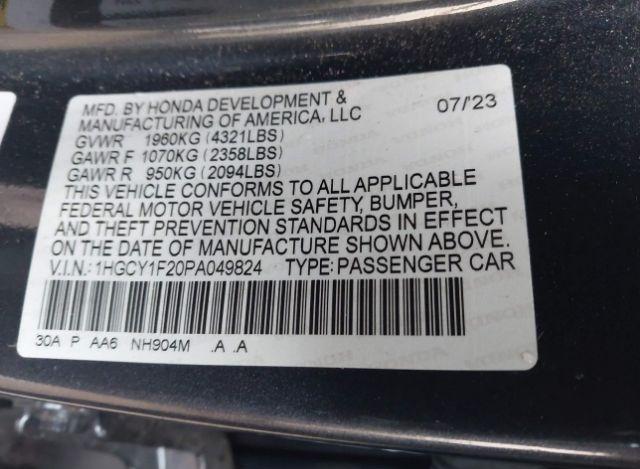 MFD. BY HONDA DEVELOPMENT & 07/'23
MANUFACTURING OF AMERICA, LLC
GVWR 1960KG (4321LBS)
GAWR F 1070KG (2358LBS)
GAWR R 950KG (2094LBS)
THIS VEHICLE CONFORMS TO ALL APPLICABLE
FEDERAL MOTOR VEHICLE SAFETY, BUMPER,
AND THEFT PREVENTION STANDARDS IN EFFECT
ON THE DATE OF MANUFACTURE SHOWN ABOVE.
V.I.N.: 1HGCY1F20PA049824 TYPE: PASSENGER CAR
30A P AA6 NH904M .A .A